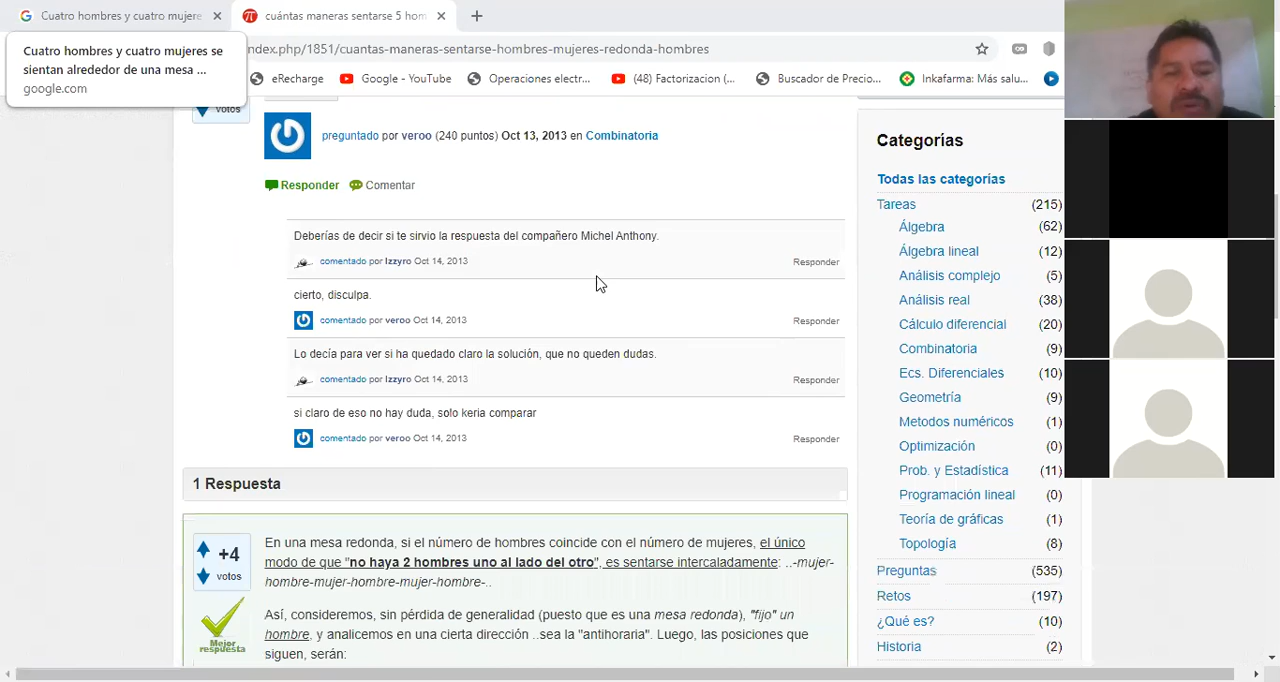 Cuatro hombres y cuatro mujere
cuántas maneras sentarse 5 hom
ndex.php/1851/cuantas-maneras-sentarse-hombres-mujeres-redonda-hombres
Cuatro hombres y cuatro mujeres se
sientan alrededor de una mesa ...
google.com
eRecharge
Google - YouTube
Operaciones electr...
(48) Factorizacion (...
Buscador de Precio...
Inkafarma: Más salu...
votos
preguntado por veroo (240 puntos) Oct 13, 2013 en Combinatoria
Responder
Comentar
Deberías de decir si te sirvio la respuesta del compañero Michel Anthony.
comentado por Izzyro Oct 14, 2013
Responder
cierto, disculpa.
comentado por veroo Oct 14, 2013
Responder
Lo decía para ver si ha quedado claro la solución, que no queden dudas.
comentado por Izzyro Oct 14, 2013
Responder
si claro de eso no hay duda, solo keria comparar
comentado por veroo Oct 14, 2013
Responder
1 Respuesta
+4
votos
Mejor
respuesta
En una mesa redonda, si el número de hombres coincide con el número de mujeres, el único
modo de que "no haya 2 hombres uno al lado del otro", es sentarse intercaladamente: ..-mujer-
hombre-mujer-hombre-mujer-hombre-..
Así, consideremos, sin pérdida de generalidad (puesto que es una mesa redonda), "fijo" un
hombre, y analicemos en una cierta dirección ..sea la "antihoraria". Luego, las posiciones que
siguen, serán:
Categorías
Todas las categorías
Tareas (215)
Álgebra (62)
Álgebra lineal (12)
Análisis complejo (5)
Análisis real (38)
Cálculo diferencial (20)
Combinatoria (9)
Ecs. Diferenciales (10)
Geometría (9)
Metodos numéricos (1)
Optimización (0)
Prob. y Estadística (11)
Programación lineal (0)
Teoría de gráficas (1)
Topología (8)
Preguntas (535)
Retos (197)
¿Qué es? (10)
Historia (2)